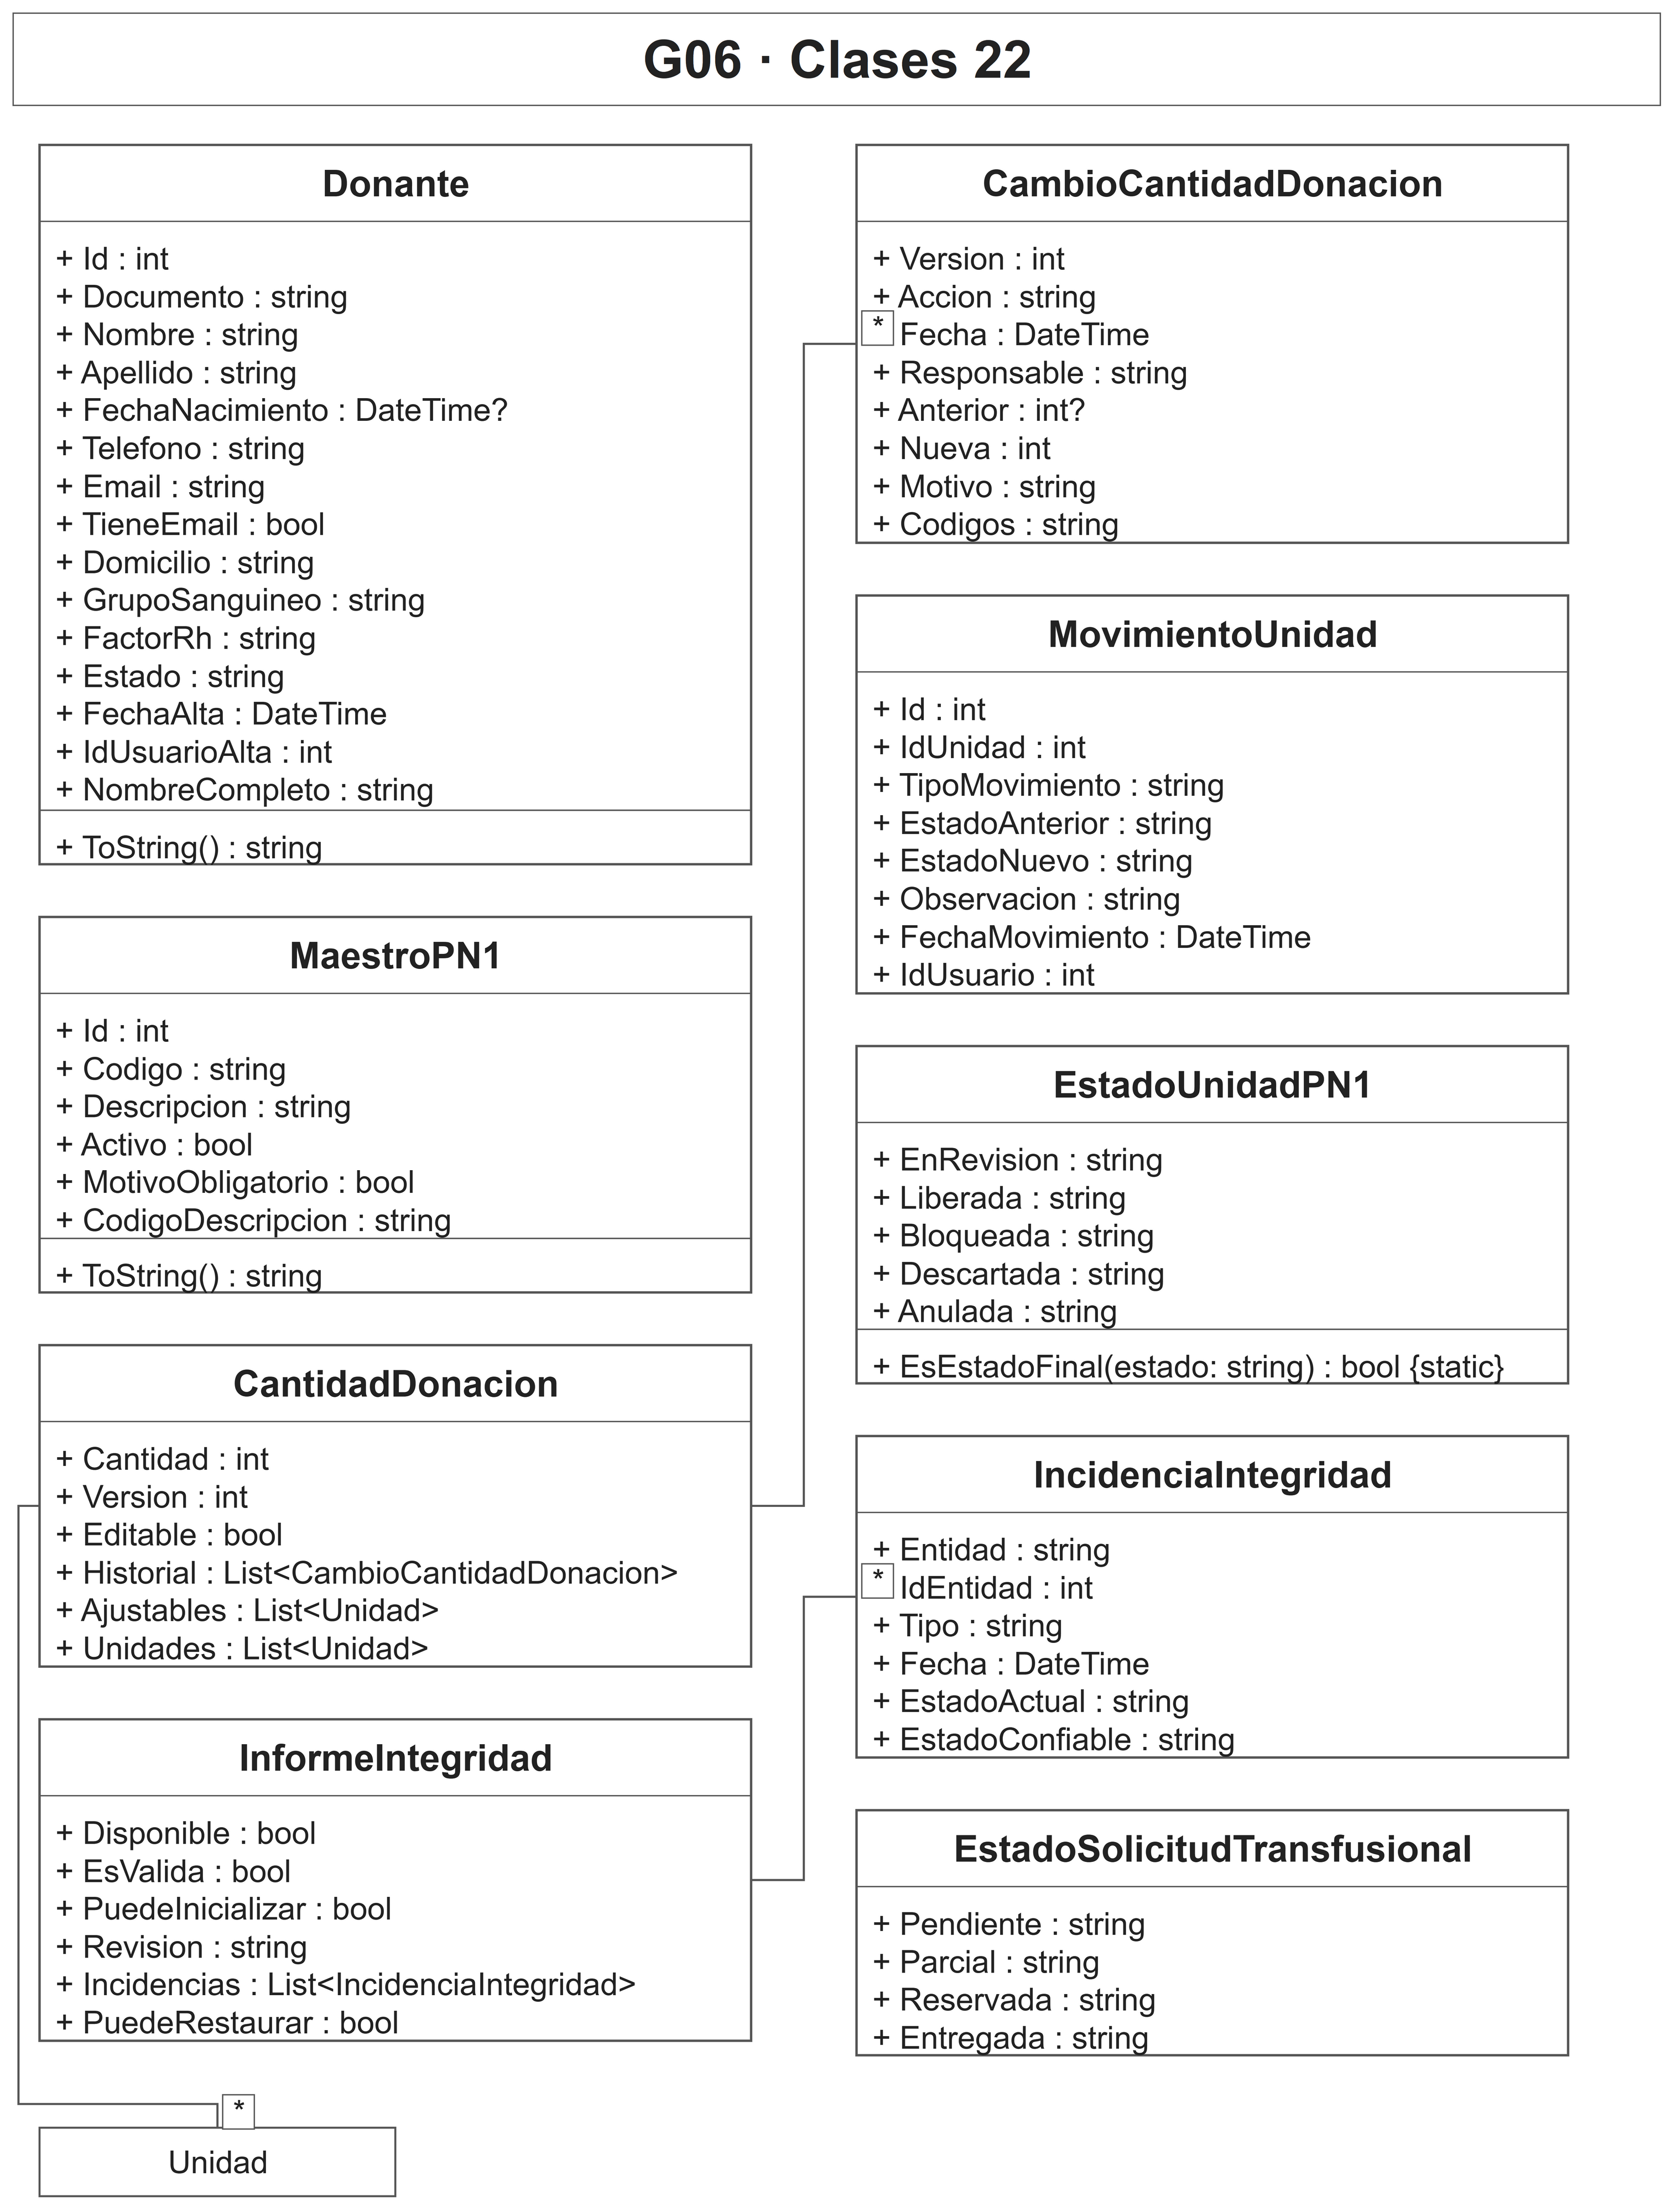 G06 · Clases 22
Donante
+ Id : int
+ Documento : string
+ Nombre : string
+ Apellido : string
+ FechaNacimiento : DateTime?
+ Telefono : string
+ Email : string
+ TieneEmail : bool
+ Domicilio : string
+ GrupoSanguineo : string
+ FactorRh : string
+ Estado : string
+ FechaAlta : DateTime
+ IdUsuarioAlta : int
+ NombreCompleto : string
+ ToString() : string
MaestroPN1
+ Id : int
+ Codigo : string
+ Descripcion : string
+ Activo : bool
+ MotivoObligatorio : bool
+ CodigoDescripcion : string
+ ToString() : string
CantidadDonacion
+ Cantidad : int
+ Version : int
+ Editable : bool
+ Historial : List<CambioCantidadDonacion>
+ Ajustables : List<Unidad>
+ Unidades : List<Unidad>
InformeIntegridad
+ Disponible : bool
+ EsValida : bool
+ PuedeInicializar : bool
+ Revision : string
+ Incidencias : List<IncidenciaIntegridad>
+ PuedeRestaurar : bool
*
Unidad
CambioCantidadDonacion
+ Version : int
+ Accion : string
* Fecha : DateTime
+ Responsable : string
+ Anterior : int?
+ Nueva : int
+ Motivo : string
+ Codigos : string
MovimientoUnidad
+ Id : int
+ IdUnidad : int
+ TipoMovimiento : string
+ EstadoAnterior : string
+ EstadoNuevo : string
+ Observacion : string
+ FechaMovimiento : DateTime
+ IdUsuario : int
EstadoUnidadPN1
+ EnRevision : string
+ Liberada : string
+ Bloqueada : string
+ Descartada : string
+ Anulada : string
+ EsEstadoFinal(estado: string) : bool {static}
IncidenciaIntegridad
+ Entidad : string
* IdEntidad : int
+ Tipo : string
+ Fecha : DateTime
+ EstadoActual : string
+ EstadoConfiable : string
EstadoSolicitudTransfusional
+ Pendiente : string
+ Parcial : string
+ Reservada : string
+ Entregada : string